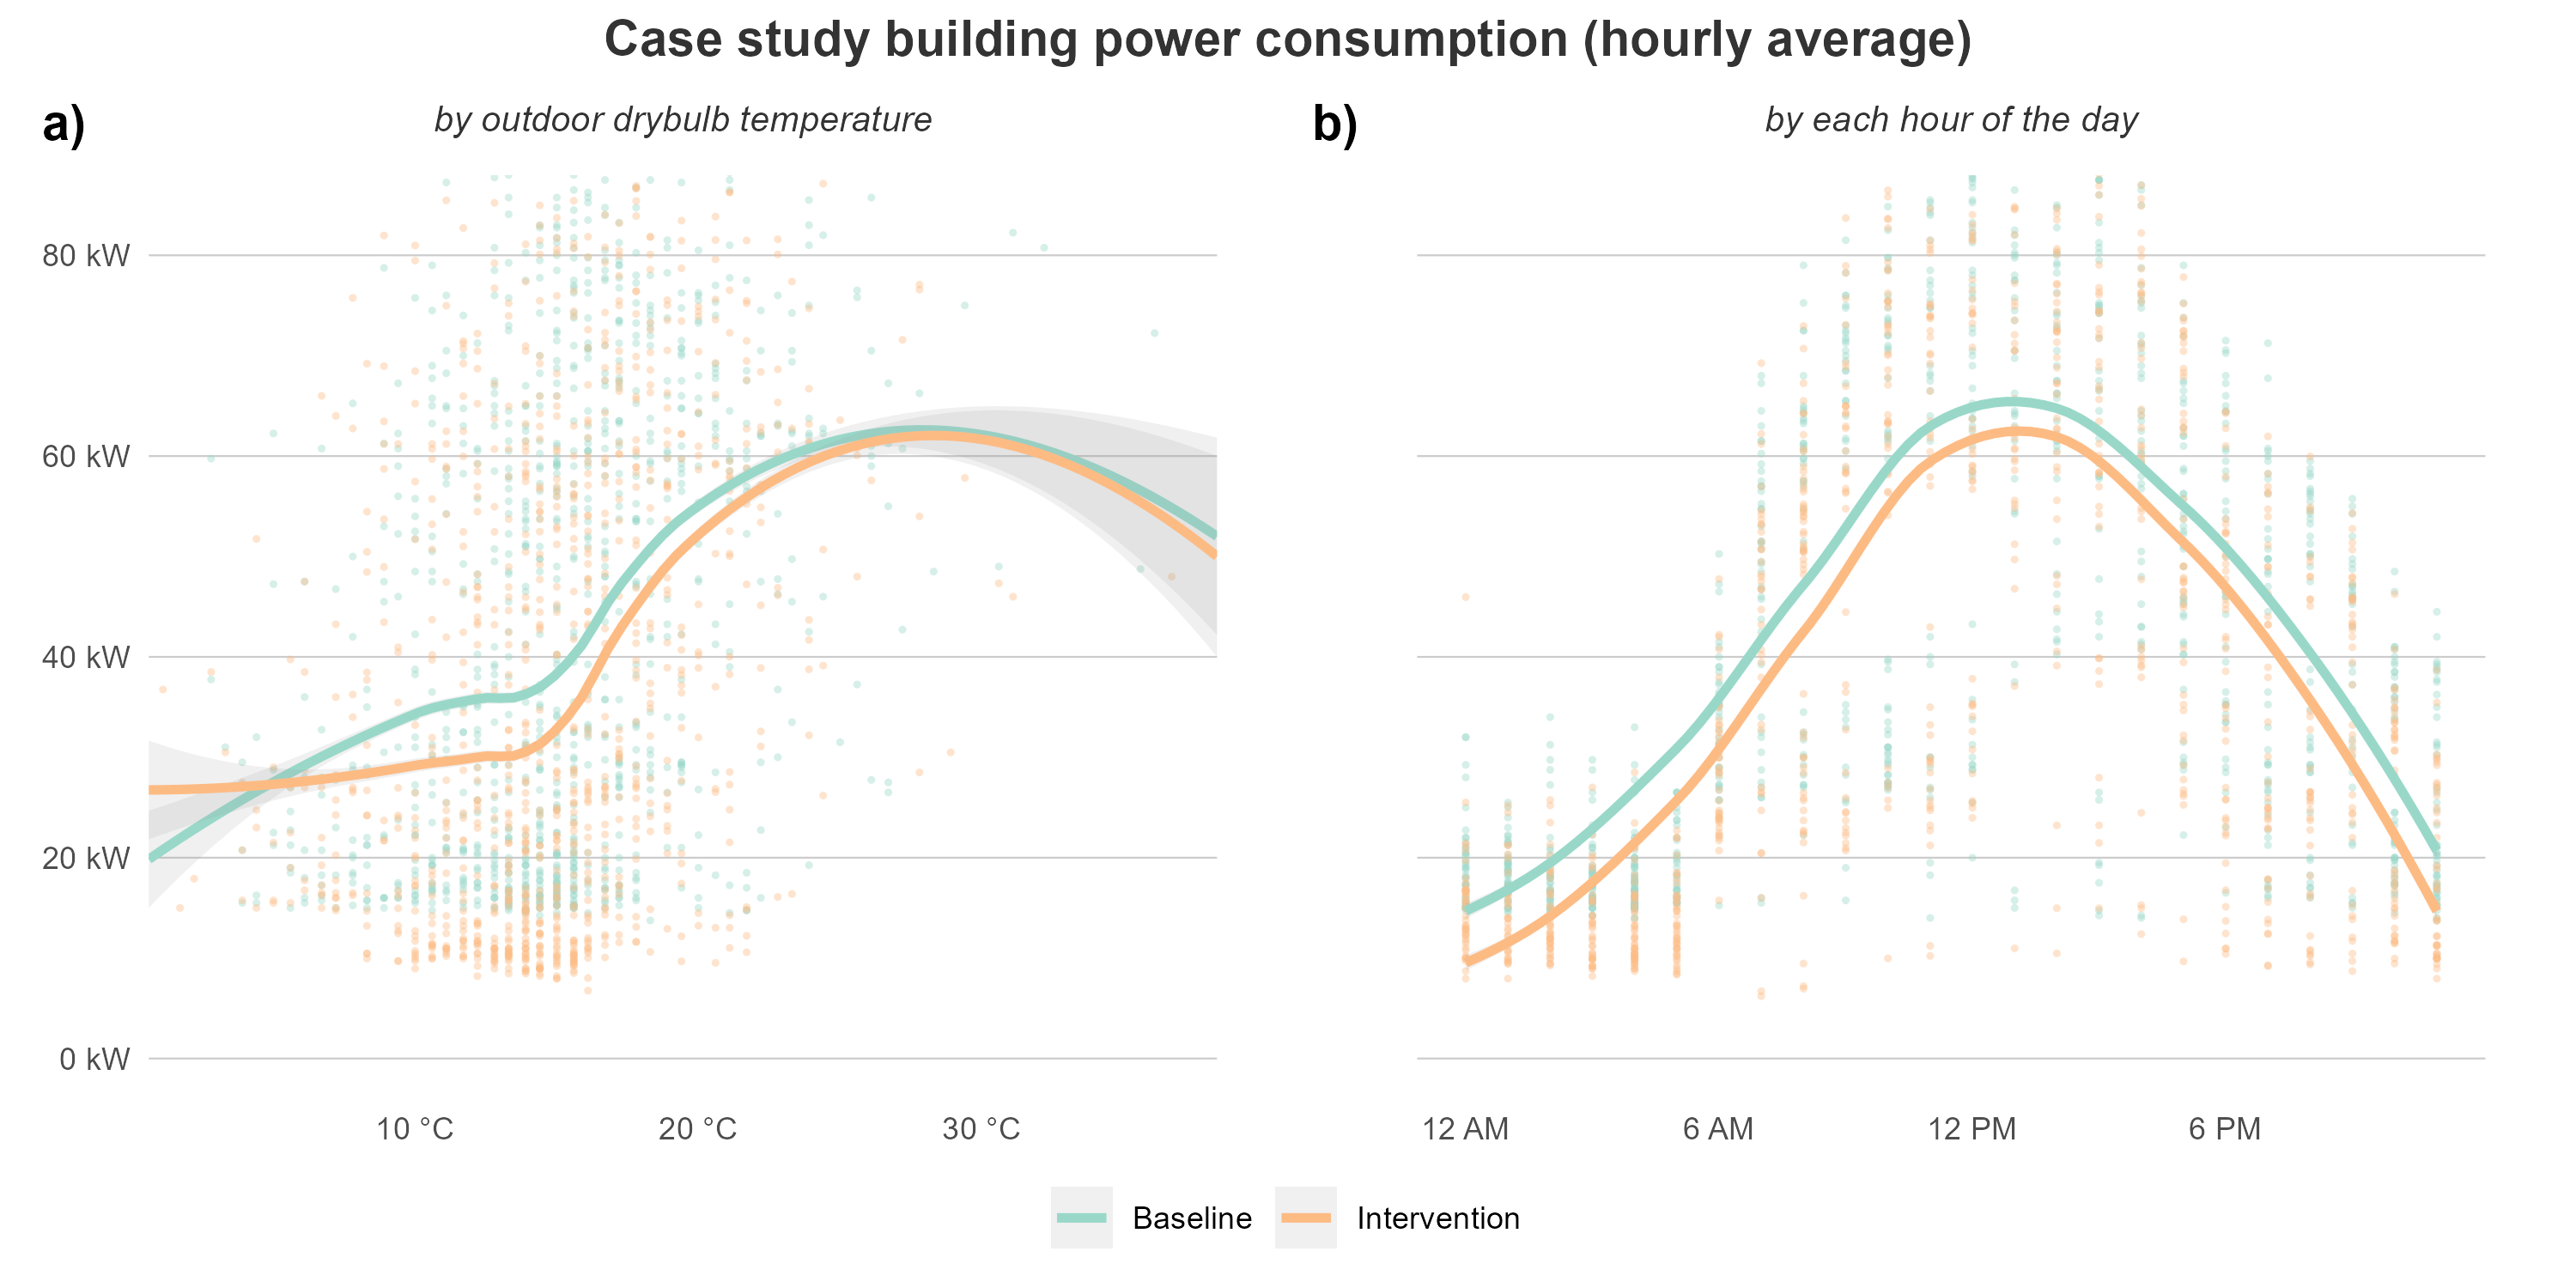 Case study building power consumption (hourly average)
a)
by outdoor drybulb temperature
b)
by each hour of the day
80 kW
60 kW
40 kW
20 kW
0 kW
10 °C
20 °C
30 °C
12 AM
6 AM
12 PM
6 PM
Baseline
Intervention